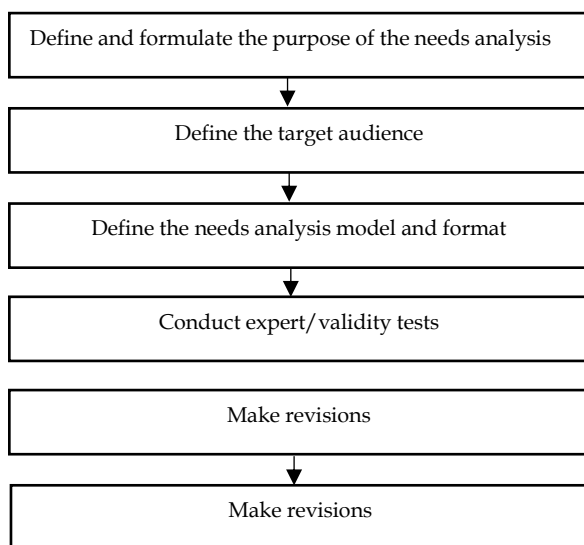 Define and formulate the purpose of the needs analysis
Define the target audience
Define the needs analysis model and format
Conduct expert/validity tests
Make revisions
Make revisions